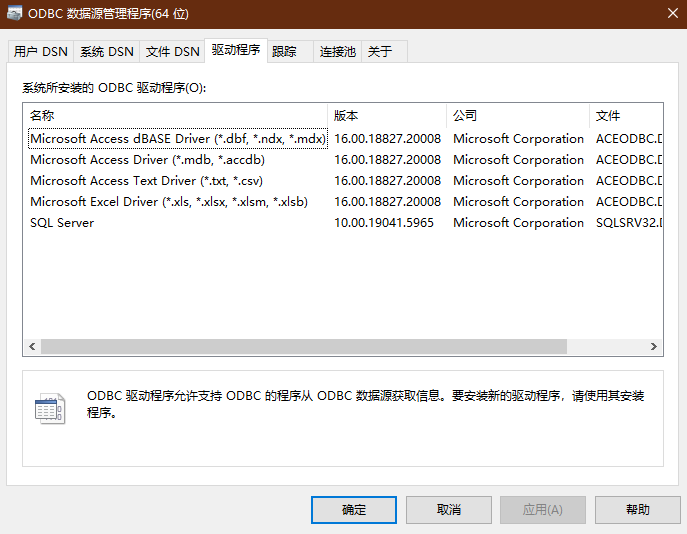 ODBC 数据源管理程序(64 位)
用户 DSN 系统 DSN 文件 DSN 驱动程序 跟踪 连接池 关于
系统所安装的 ODBC 驱动程序(O):
名称 版本 公司 文件
Microsoft Access dBASE Driver (*.dbf, *.ndx, *.mdx) 16.00.18827.20008 Microsoft Corporation ACEODBC.D
Microsoft Access Driver (*.mdb, *.accdb) 16.00.18827.20008 Microsoft Corporation ACEODBC.D
Microsoft Access Text Driver (*.txt, *.csv) 16.00.18827.20008 Microsoft Corporation ACEODBC.D
Microsoft Excel Driver (*.xls, *.xlsx, *.xlsm, *.xlsb) 16.00.18827.20008 Microsoft Corporation ACEODBC.D
SQL Server 10.00.19041.5965 Microsoft Corporation SQLSRV32.D
ODBC 驱动程序允许支持 ODBC 的程序从 ODBC 数据源获取信息。要安装新的驱动程序，请使用其安装
程序。
确定 取消 应用(A) 帮助